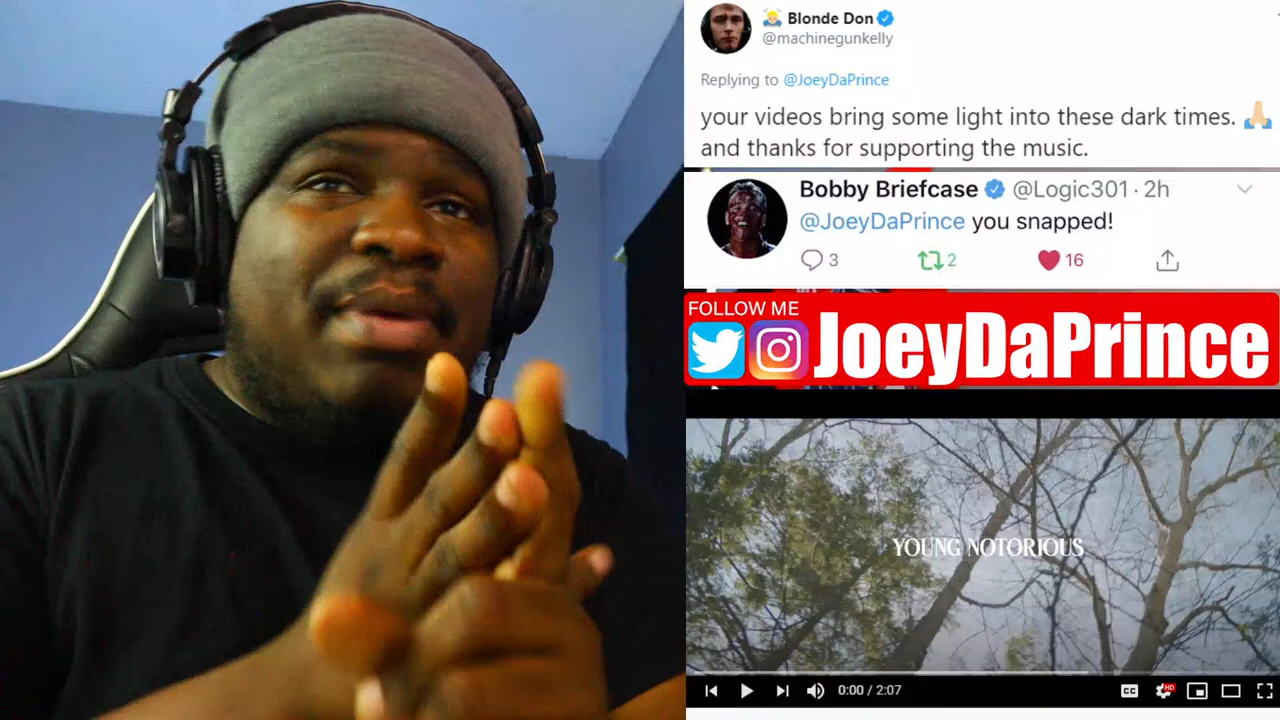 Blonde Don
@machinegunkelly
Replying to @JoeyDaPrince
your videos bring some light into these dark times. 🙏🏼
and thanks for supporting the music.
Bobby Briefcase @Logic301 · 2h
@JoeyDaPrince you snapped!
3 2 16
FOLLOW ME
JoeyDaPrince
YOUNG NOTORIOUS
0:00 / 2:07 CC HD